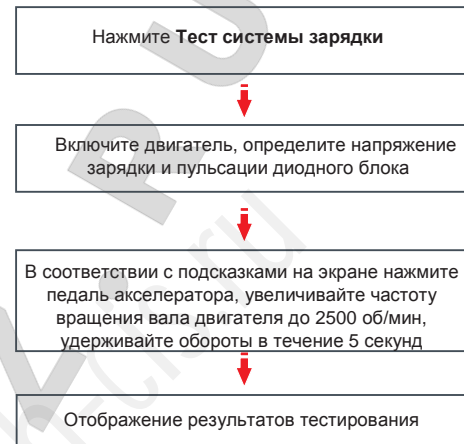 Нажмите Тест системы зарядки
Включите двигатель, определите напряжение
зарядки и пульсации диодного блока
В соответствии с подсказками на экране нажмите
педаль акселератора, увеличивайте частоту
вращения вала двигателя до 2500 об/мин,
удерживайте обороты в течение 5 секунд
Отображение результатов тестирования